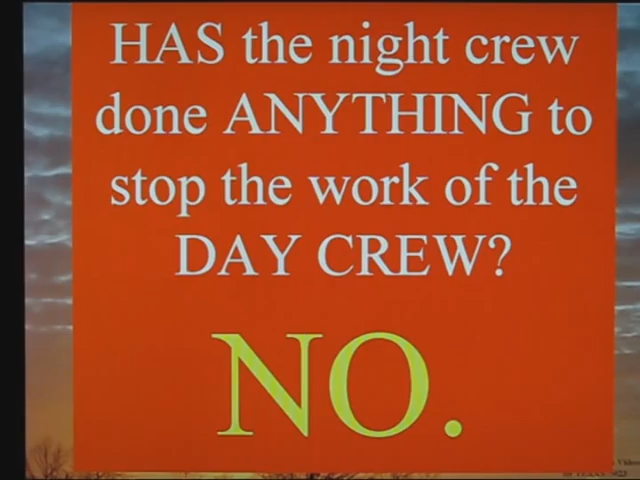 HAS the night crew
done ANYTHING to
stop the work of the
DAY CREW?
NO.